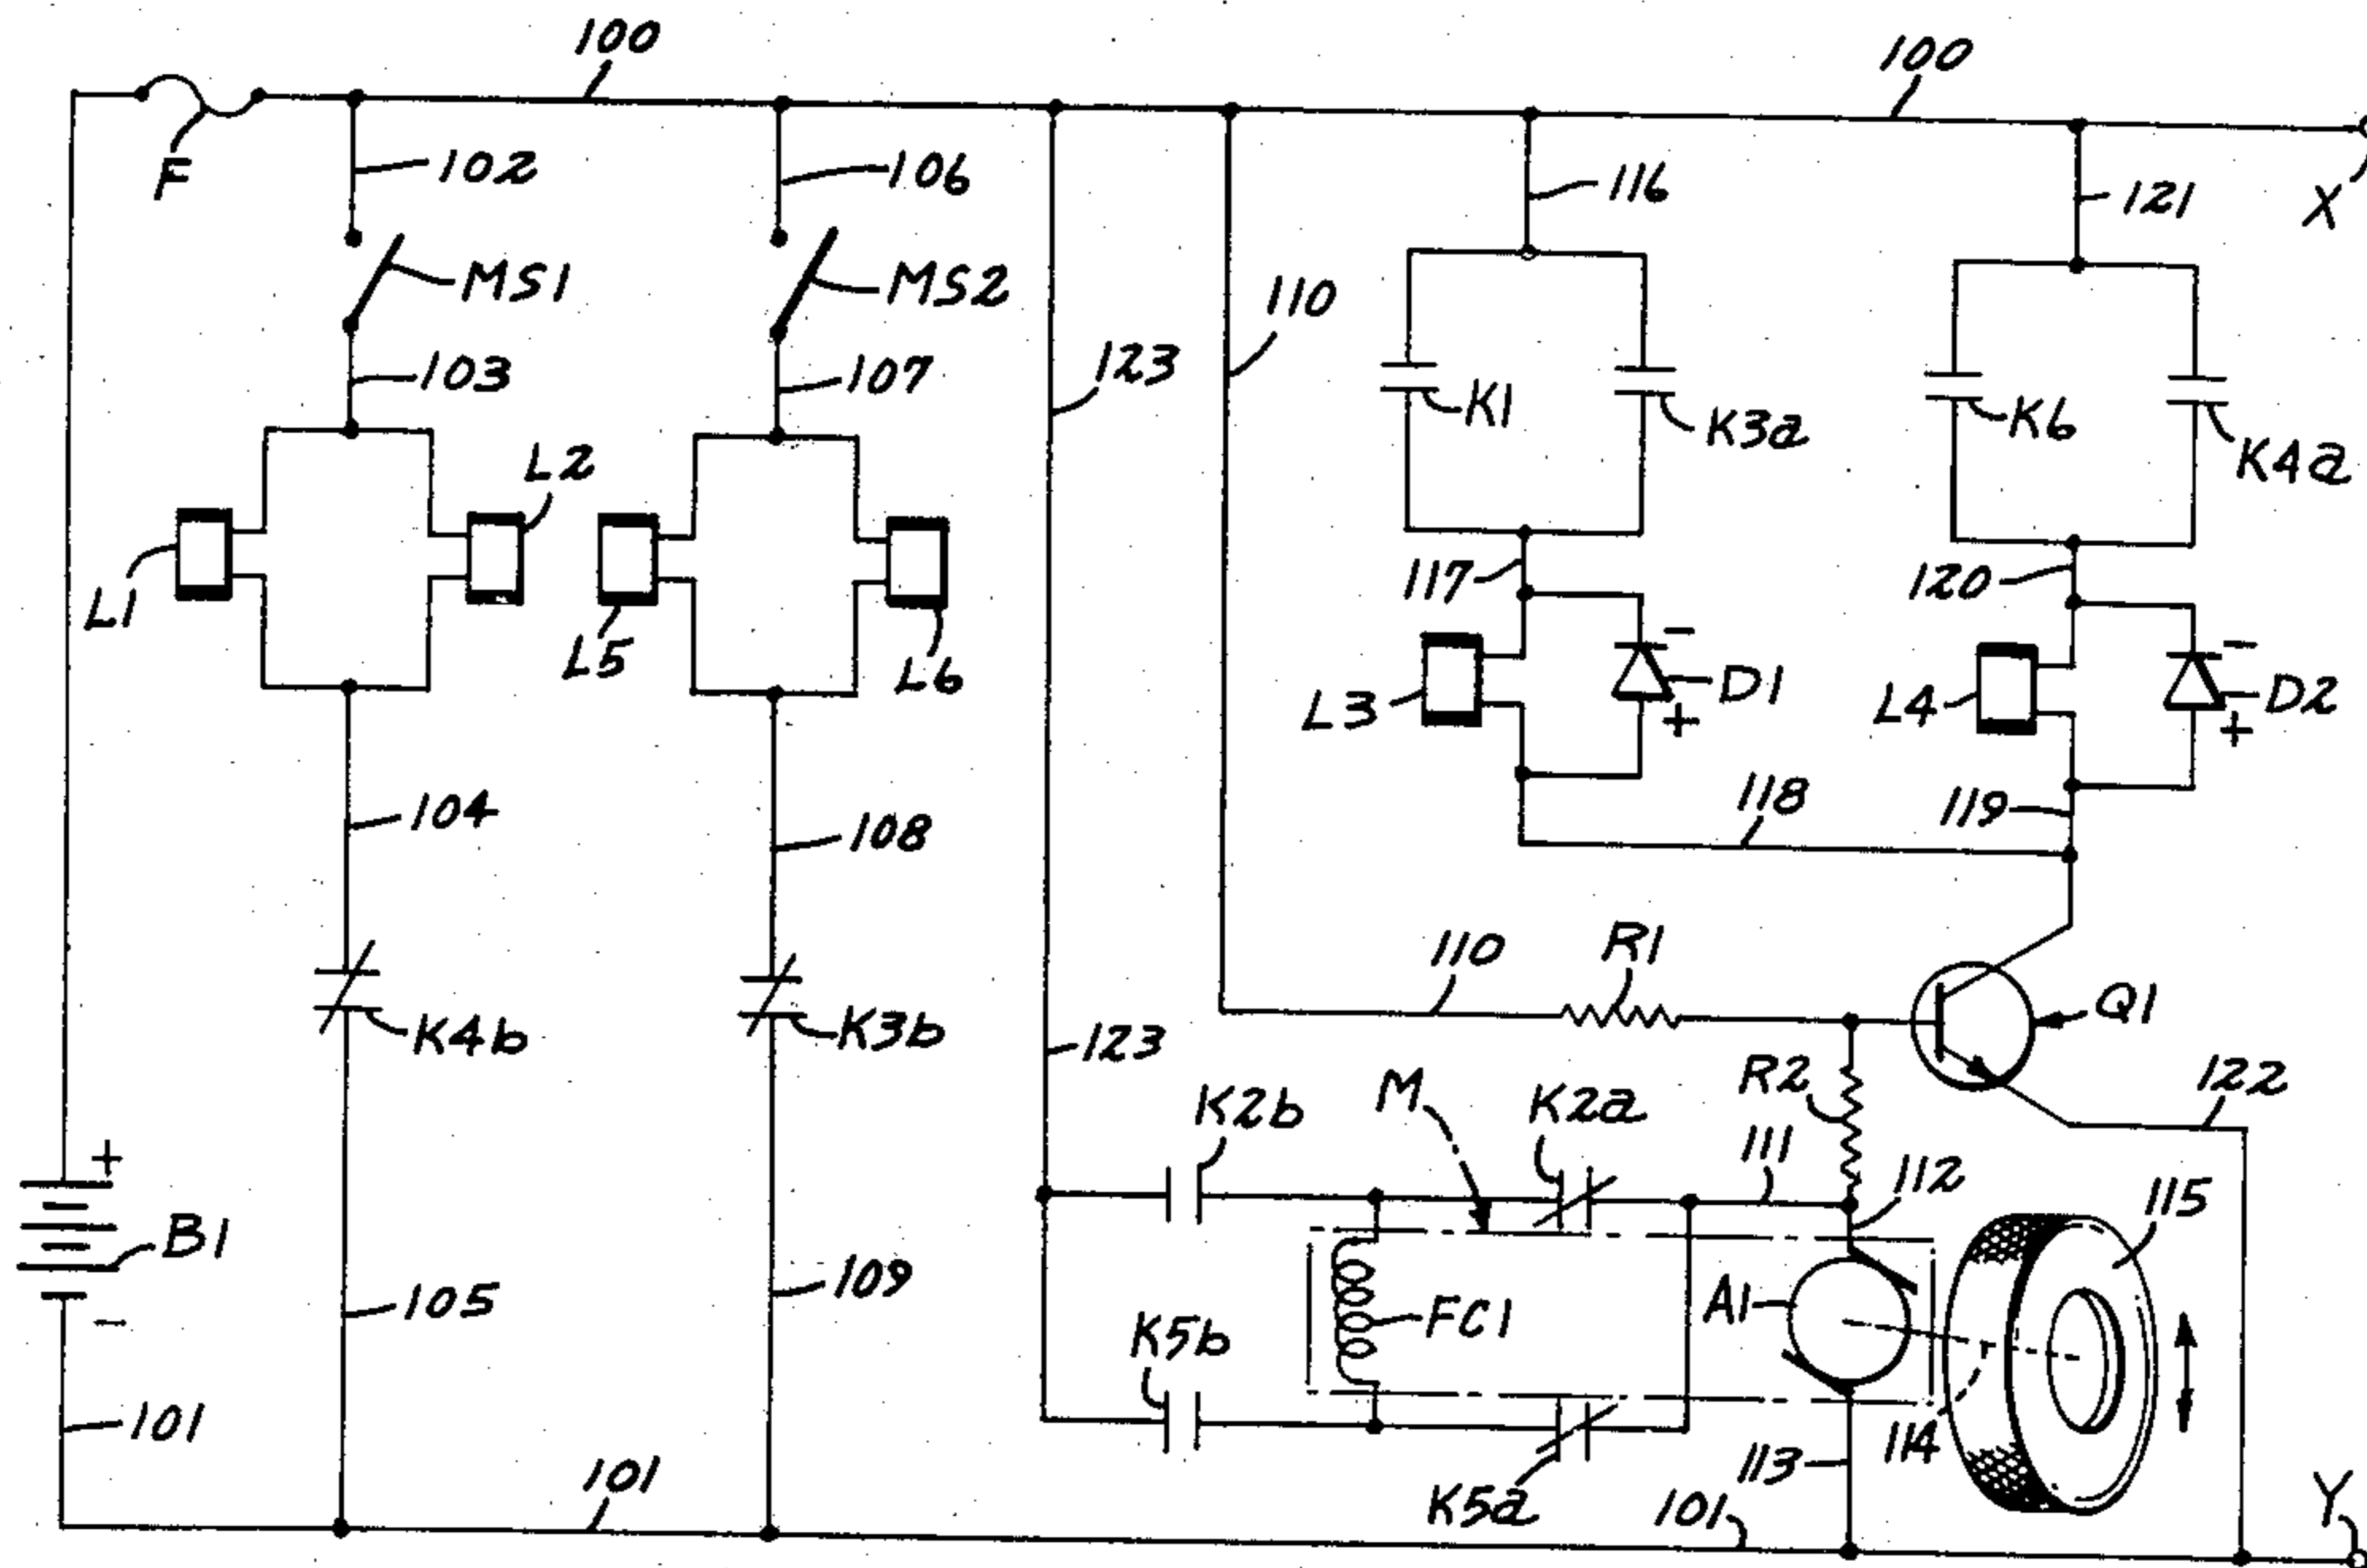 100
100
F
102
106
116
121
X
MS1
MS2
110
123
103
107
K1
K3a
K6
K4a
L2
L1
L5
L6
117
120
L3
D1
-
+
L4
D2
-
+
104
108
118
119
110
R1
Q1
K4b
K3b
123
R2
122
K2b
M
K2a
111
112
115
+
B1
-
105
109
K5b
FC1
A1
101
101
K5a
113
114
101
Y